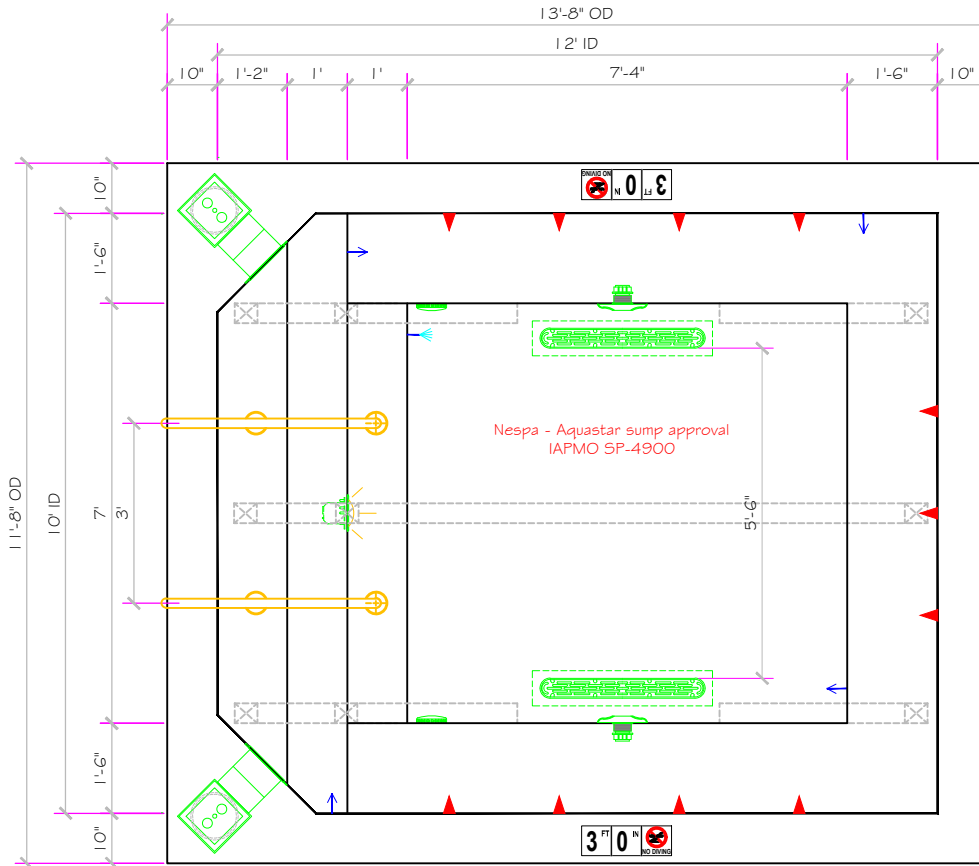 13'-8" OD
12' ID
10" 1'-2" 1' 1' 7'-4" 1'-6" 10"
NO DIVING 3 FT 0 IN
10"
1'-6"
11'-8" OD
10' ID
7'
3'
Nespa - Aquastar sump approval
IAPMO SP-4900
5'-6"
1'-6"
10"
3 FT 0 IN NO DIVING